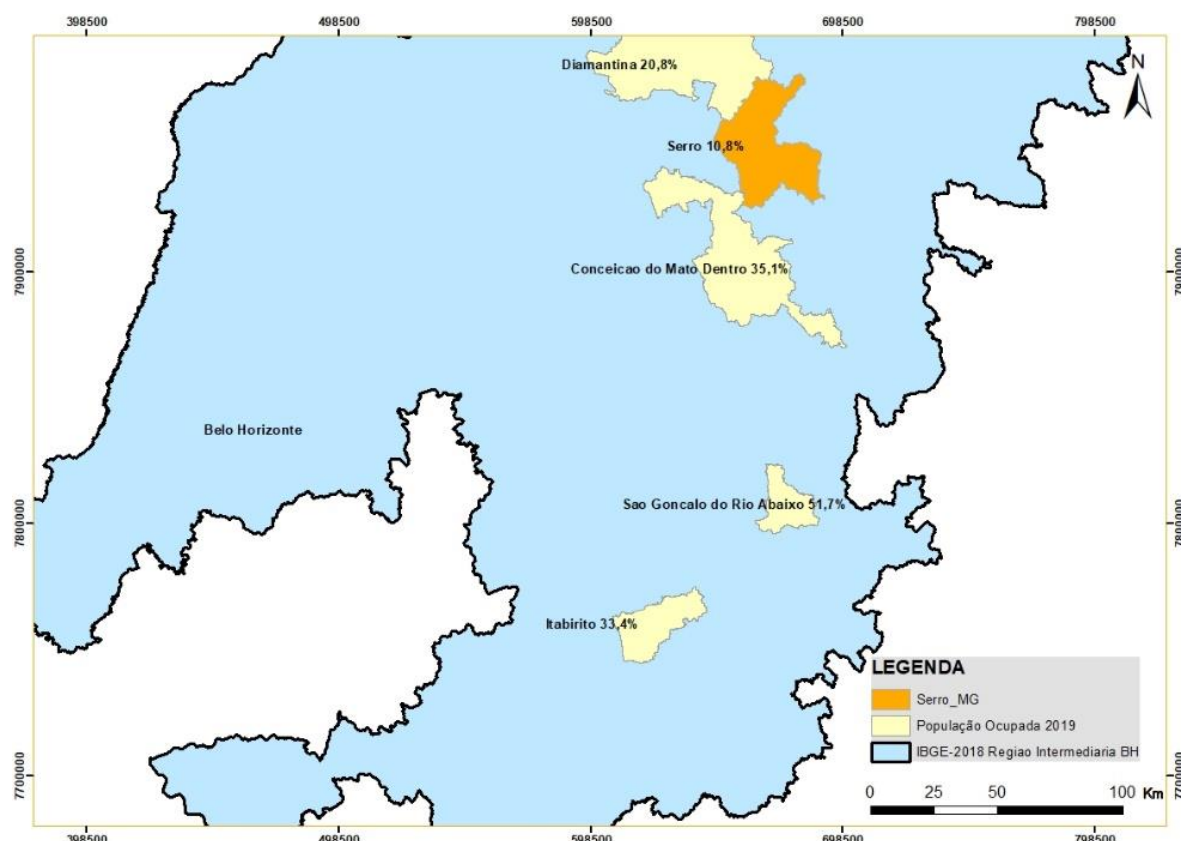 398500 498500 598500 698500 798500
Diamantina 20,8%
N
Serro 10,8%
7900000 Conceicao do Mato Dentro 35,1% 7900000
Belo Horizonte
7800000 Sao Goncalo do Rio Abaixo 51,7% 7800000
Itabirito 33,4%
LEGENDA
Serro_MG
População Ocupada 2019
IBGE-2018 Regiao Intermediaria BH
7700000 7700000
0 25 50 100 Km
398500 498500 598500 698500 798500